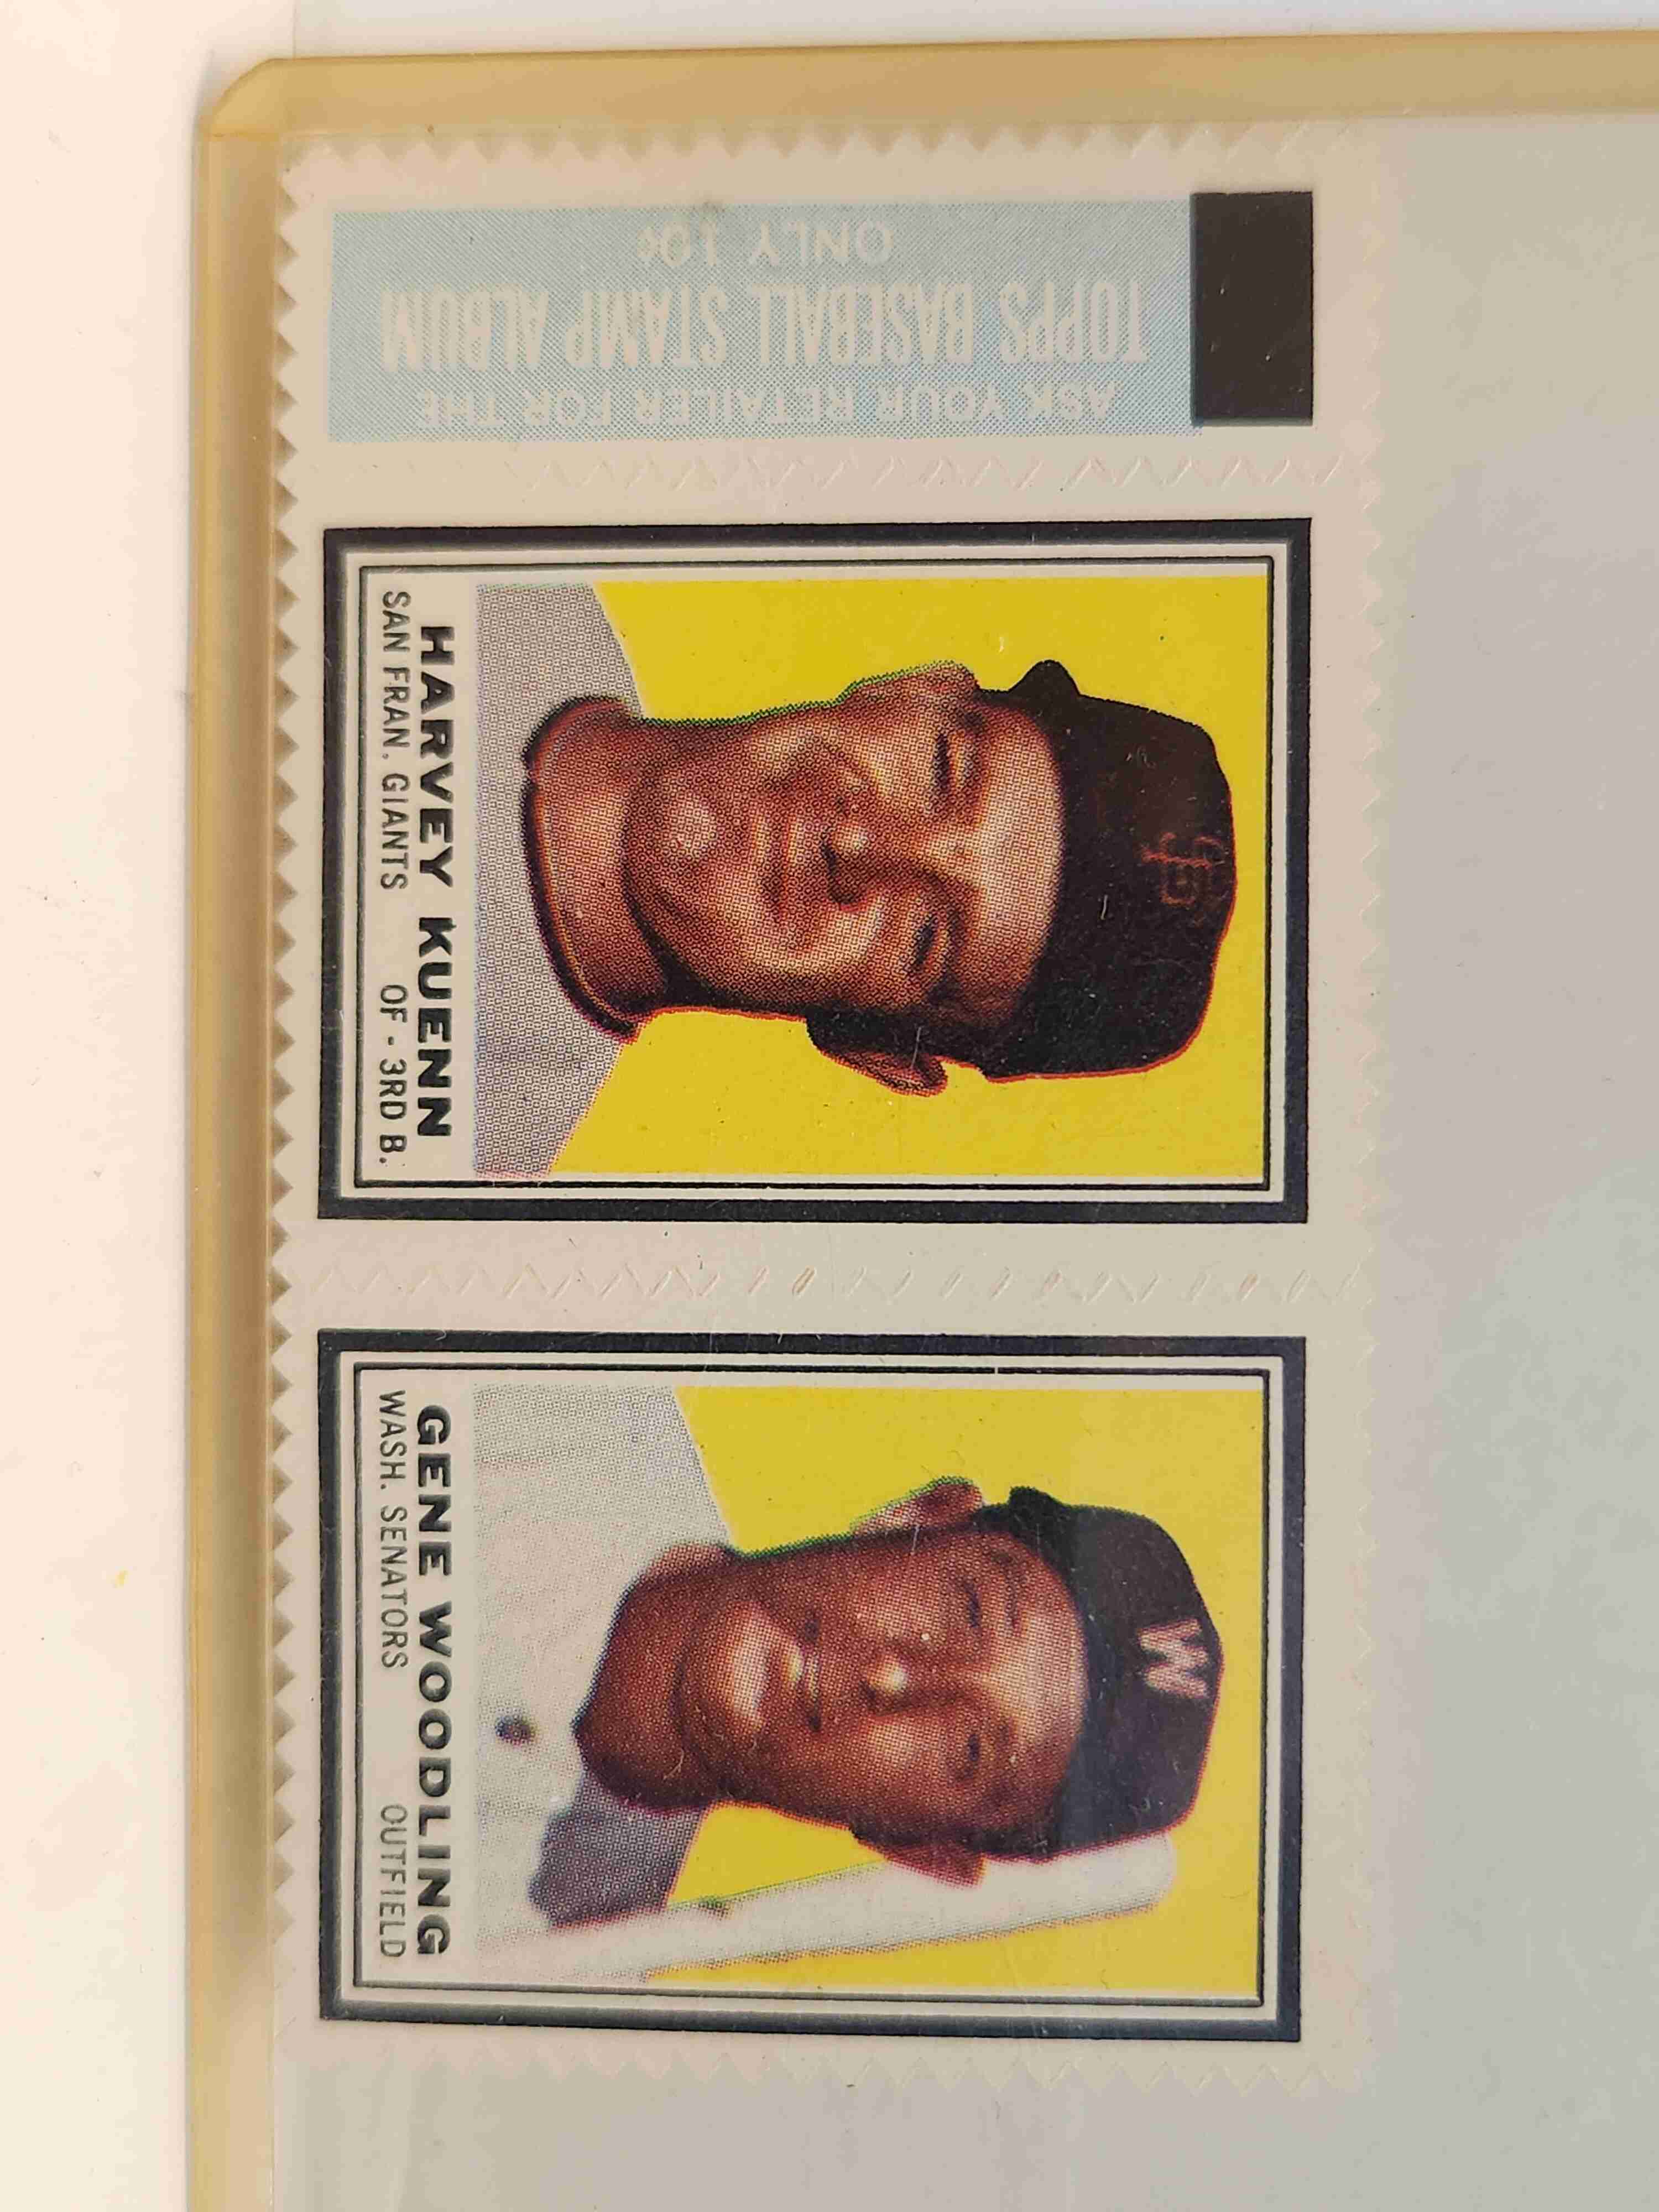 ASK YOUR RETAILER FOR THE
TOPPS BASEBALL STAMP ALBUM
ONLY 10¢
SF
HARVEY KUENN
SAN FRAN. GIANTS OF - 3RD B.
W
GENE WOODLING
WASH. SENATORS OUTFIELD